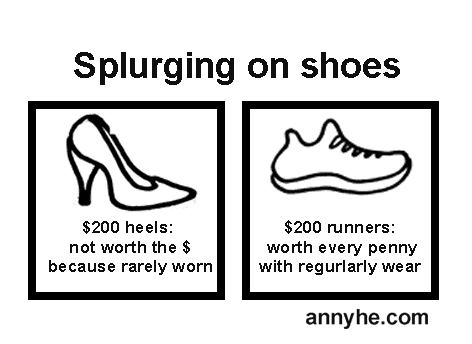 Splurging on shoes
$200 heels:
not worth the $
because rarely worn
$200 runners:
worth every penny
with regurlarly wear
annyhe.com